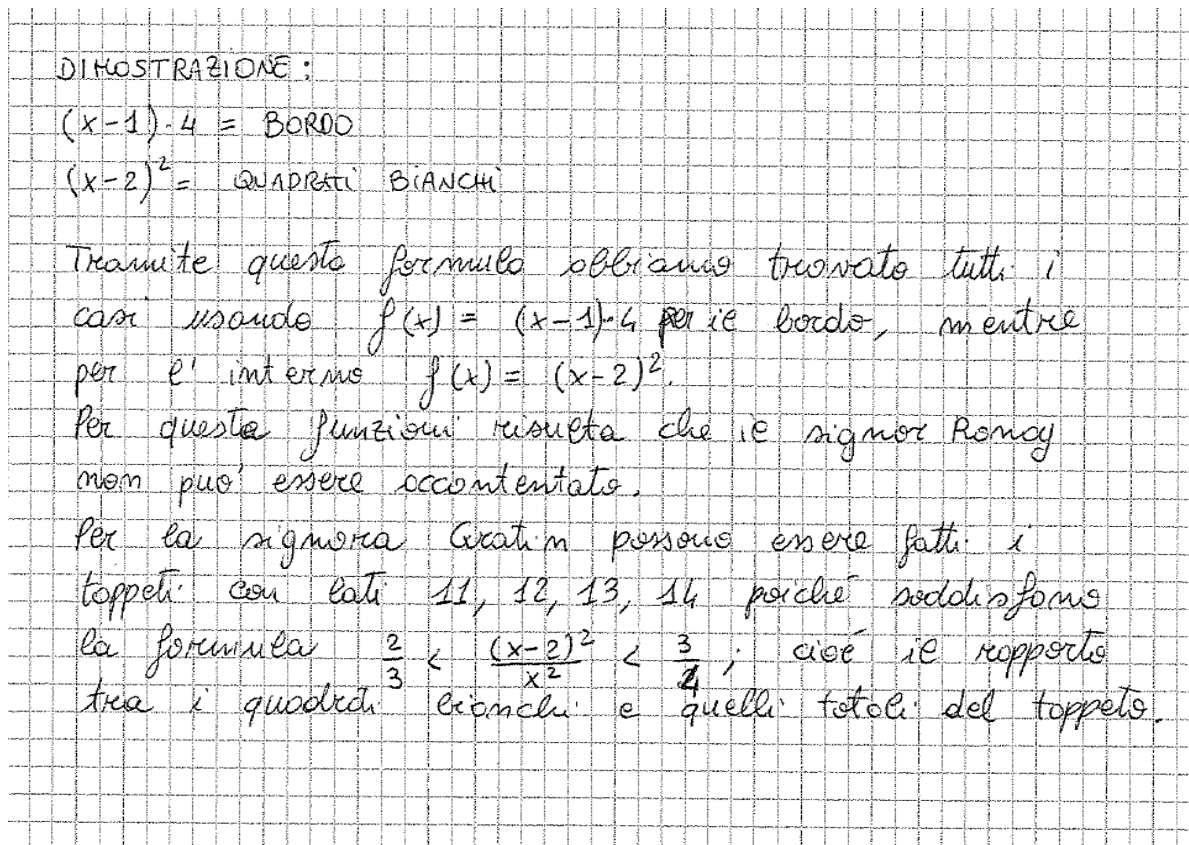 DIMOSTRAZIONE:
(x-1)·4 = BORDO
(x-2)² = QUADRATI BIANCHI
Tramite questa formula abbiamo trovato tutti i
casi usando f(x) = (x-1)·4 per il bordo, mentre
per l'interno f(x) = (x-2)².
Per queste funzioni risulta che il signor Roncy
non puo' essere accontentato.
Per la signora Gratin possono essere fatti i
tappeti con lati 11, 12, 13, 14 poiché soddisfano
la formula 2/3 < (x-2)²/x² < 3/4; cioé il rapporto
tra i quadrati bianchi e quelli totali del tappeto.